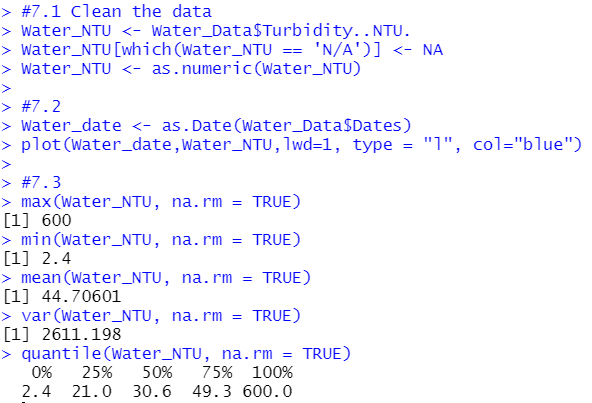 > #7.1 Clean the data
> Water_NTU <- Water_Data$Turbidity..NTU.
> Water_NTU[which(Water_NTU == 'N/A')] <- NA
> Water_NTU <- as.numeric(Water_NTU)
>
> #7.2
> Water_date <- as.Date(Water_Data$Dates)
> plot(Water_date,Water_NTU,lwd=1, type = "l", col="blue")
>
> #7.3
> max(Water_NTU, na.rm = TRUE)
[1] 600
> min(Water_NTU, na.rm = TRUE)
[1] 2.4
> mean(Water_NTU, na.rm = TRUE)
[1] 44.70601
> var(Water_NTU, na.rm = TRUE)
[1] 2611.198
> quantile(Water_NTU, na.rm = TRUE)
   0%   25%   50%   75%  100%
  2.4  21.0  30.6  49.3 600.0